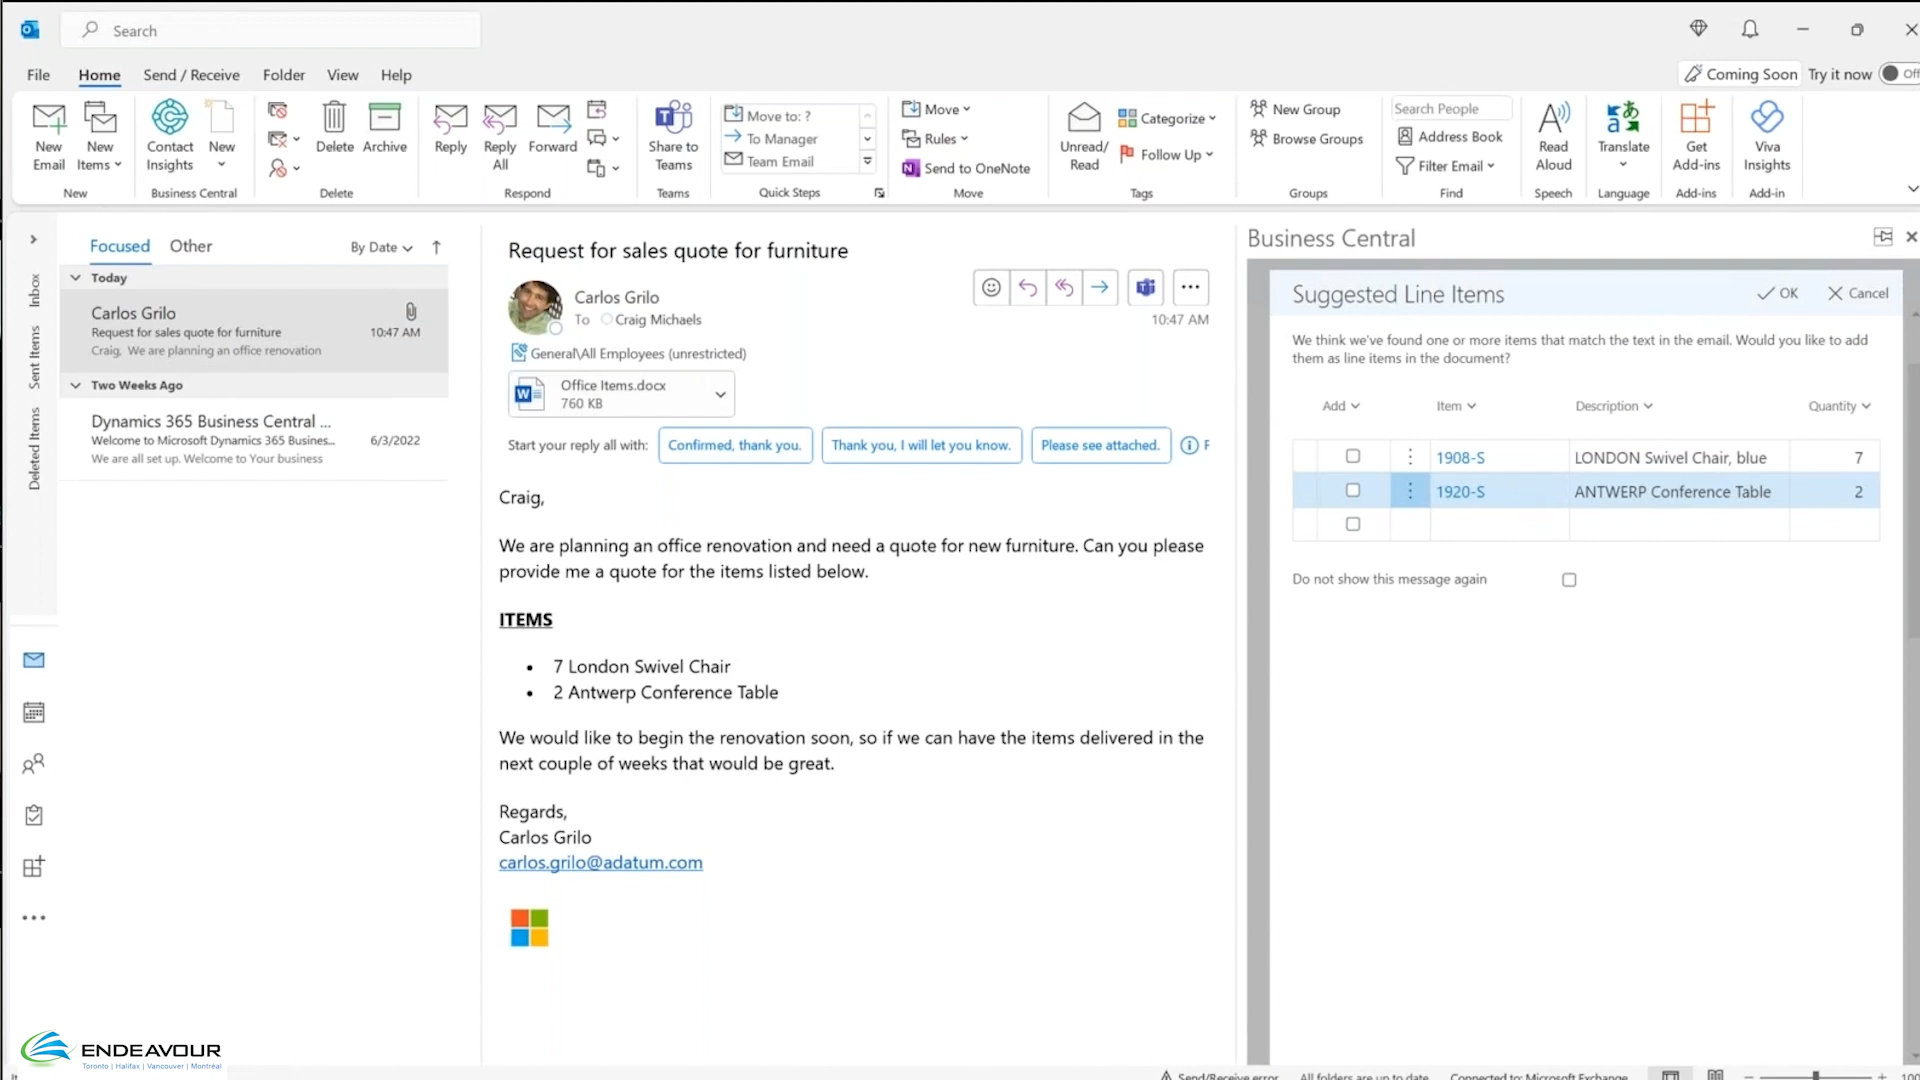 Search
File Home Send / Receive Folder View Help
Coming Soon Try it now Off
New Email
New Items
New
Contact Insights
New
Business Central
Delete
Archive
Delete
Reply
Reply All
Forward
Respond
Share to Teams
Teams
Move to: ?
To Manager
Team Email
Quick Steps
Move
Rules
Send to OneNote
Move
Unread/ Read
Categorize
Follow Up
Tags
New Group
Browse Groups
Groups
Search People
Address Book
Filter Email
Find
Read Aloud
Speech
Translate
Language
Get Add-ins
Add-ins
Viva Insights
Add-in
Inbox
Sent Items
Deleted Items
Focused Other By Date
Today
Carlos Grilo
Request for sales quote for furniture 10:47 AM
Craig, We are planning an office renovation
Two Weeks Ago
Dynamics 365 Business Central ...
Welcome to Microsoft Dynamics 365 Busines... 6/3/2022
We are all set up. Welcome to Your business
Request for sales quote for furniture
Carlos Grilo
To Craig Michaels
10:47 AM
General\All Employees (unrestricted)
Office Items.docx
760 KB
Start your reply all with: Confirmed, thank you. Thank you, I will let you know. Please see attached. F
Craig,
We are planning an office renovation and need a quote for new furniture. Can you please
provide me a quote for the items listed below.
ITEMS
• 7 London Swivel Chair
• 2 Antwerp Conference Table
We would like to begin the renovation soon, so if we can have the items delivered in the
next couple of weeks that would be great.
Regards,
Carlos Grilo
carlos.grilo@adatum.com
Business Central
Suggested Line Items OK Cancel
We think we've found one or more items that match the text in the email. Would you like to add
them as line items in the document?
Add Item Description Quantity
1908-S LONDON Swivel Chair, blue 7
1920-S ANTWERP Conference Table 2
Do not show this message again
ENDEAVOUR
Toronto | Halifax | Vancouver | Montréal
Send/Receive error All folders are up to date Connected to: Microsoft Exchange 100